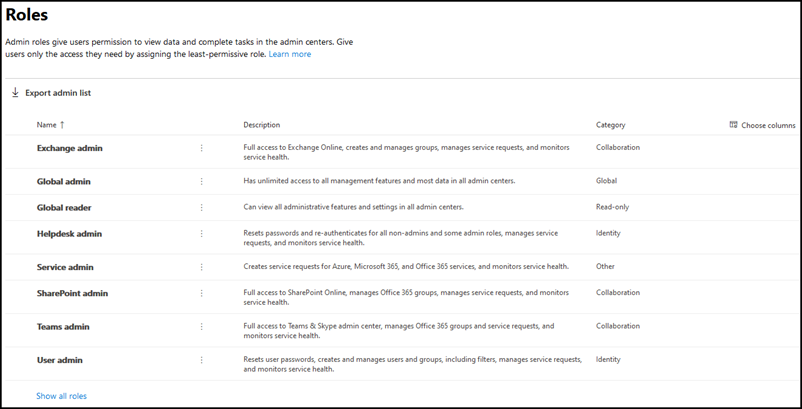 Roles
Admin roles give users permission to view data and complete tasks in the admin centers. Give
users only the access they need by assigning the least-permissive role. Learn more
Export admin list
Name ↑ Description Category Choose columns
Exchange admin Full access to Exchange Online, creates and manages groups, manages service requests, and monitors Collaboration
service health.
Global admin Has unlimited access to all management features and most data in all admin centers. Global
Global reader Can view all administrative features and settings in all admin centers. Read-only
Helpdesk admin Resets passwords and re-authenticates for all non-admins and some admin roles, manages service Identity
requests, and monitors service health.
Service admin Creates service requests for Azure, Microsoft 365, and Office 365 services, and monitors service health. Other
SharePoint admin Full access to SharePoint Online, manages Office 365 groups, manages service requests, and monitors Collaboration
service health.
Teams admin Full access to Teams & Skype admin center, manages Office 365 groups and service requests, and Collaboration
monitors service health.
User admin Resets user passwords, creates and manages users and groups, including filters, manages service requests, Identity
and monitors service health.
Show all roles